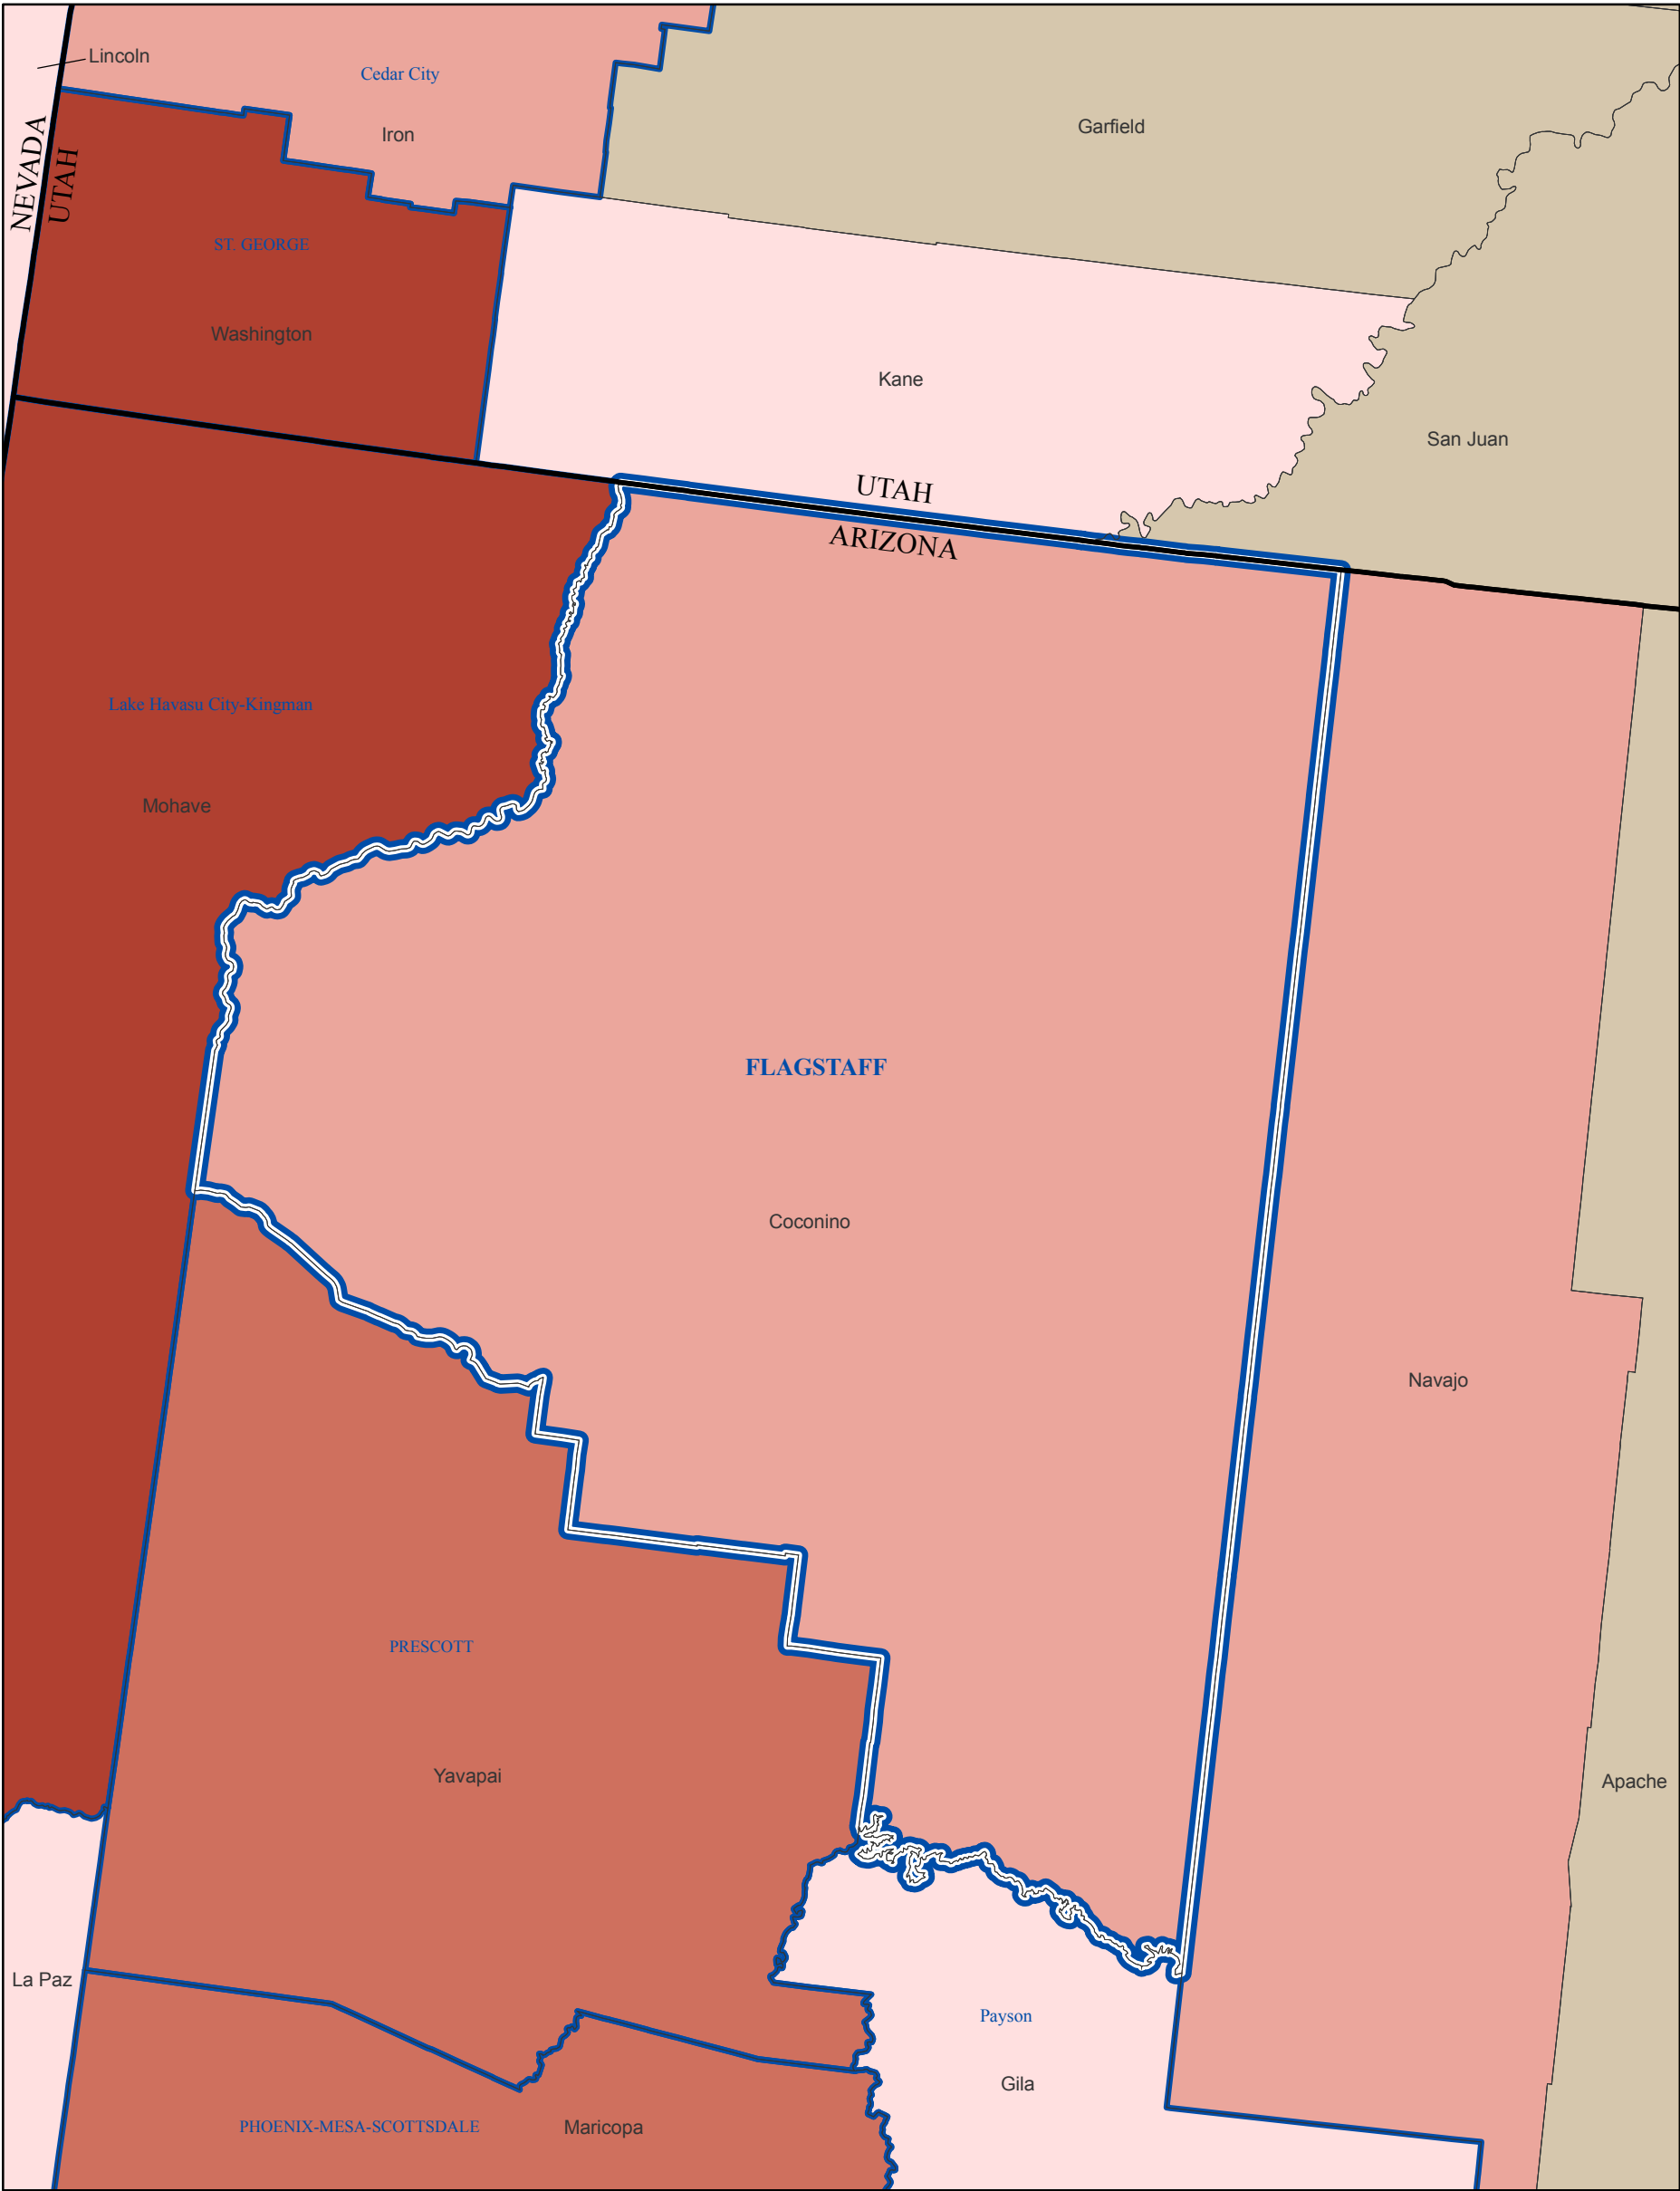 Lincoln
Cedar City
Iron
Garfield
NEVADA
UTAH
ST. GEORGE
Washington
Kane
San Juan
UTAH
ARIZONA
Lake Havasu City-Kingman
Mohave
FLAGSTAFF
Coconino
Navajo
PRESCOTT
Yavapai
Apache
La Paz
Payson
Gila
PHOENIX-MESA-SCOTTSDALE
Maricopa